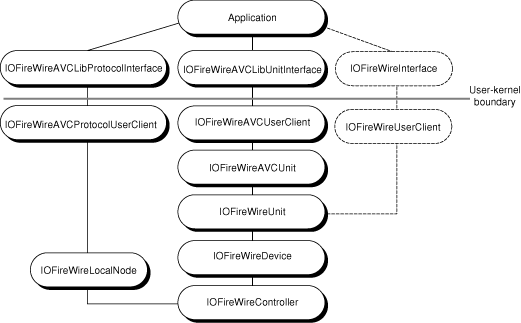 Application
IOFireWireAVCLibProtocolInterface
IOFireWireAVCLibUnitInterface
IOFireWireInterface
User-kernel
boundary
IOFireWireAVCProtocolUserClient
IOFireWireAVCUserClient
IOFireWireUserClient
IOFireWireAVCUnit
IOFireWireUnit
IOFireWireDevice
IOFireWireLocalNode
IOFireWireController